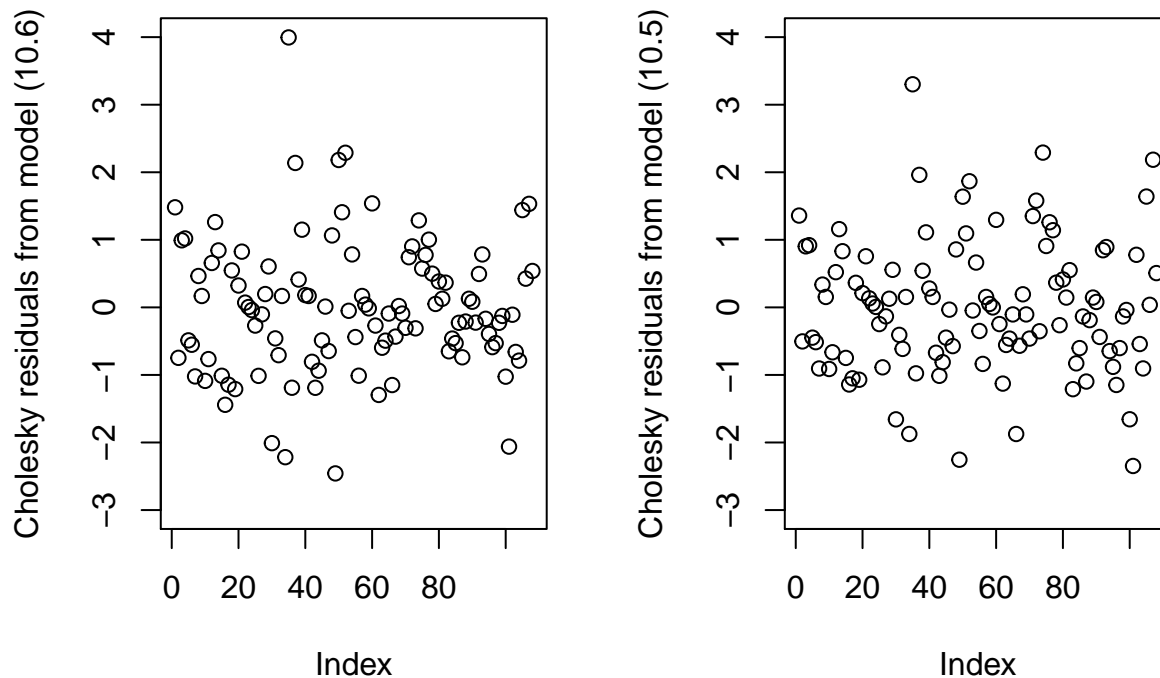 Cholesky residuals from model (10.6)
4
3
2
1
0
−1
−2
−3
0 20 40 60 80
Index
Cholesky residuals from model (10.5)
4
3
2
1
0
−1
−2
−3
0 20 40 60 80
Index